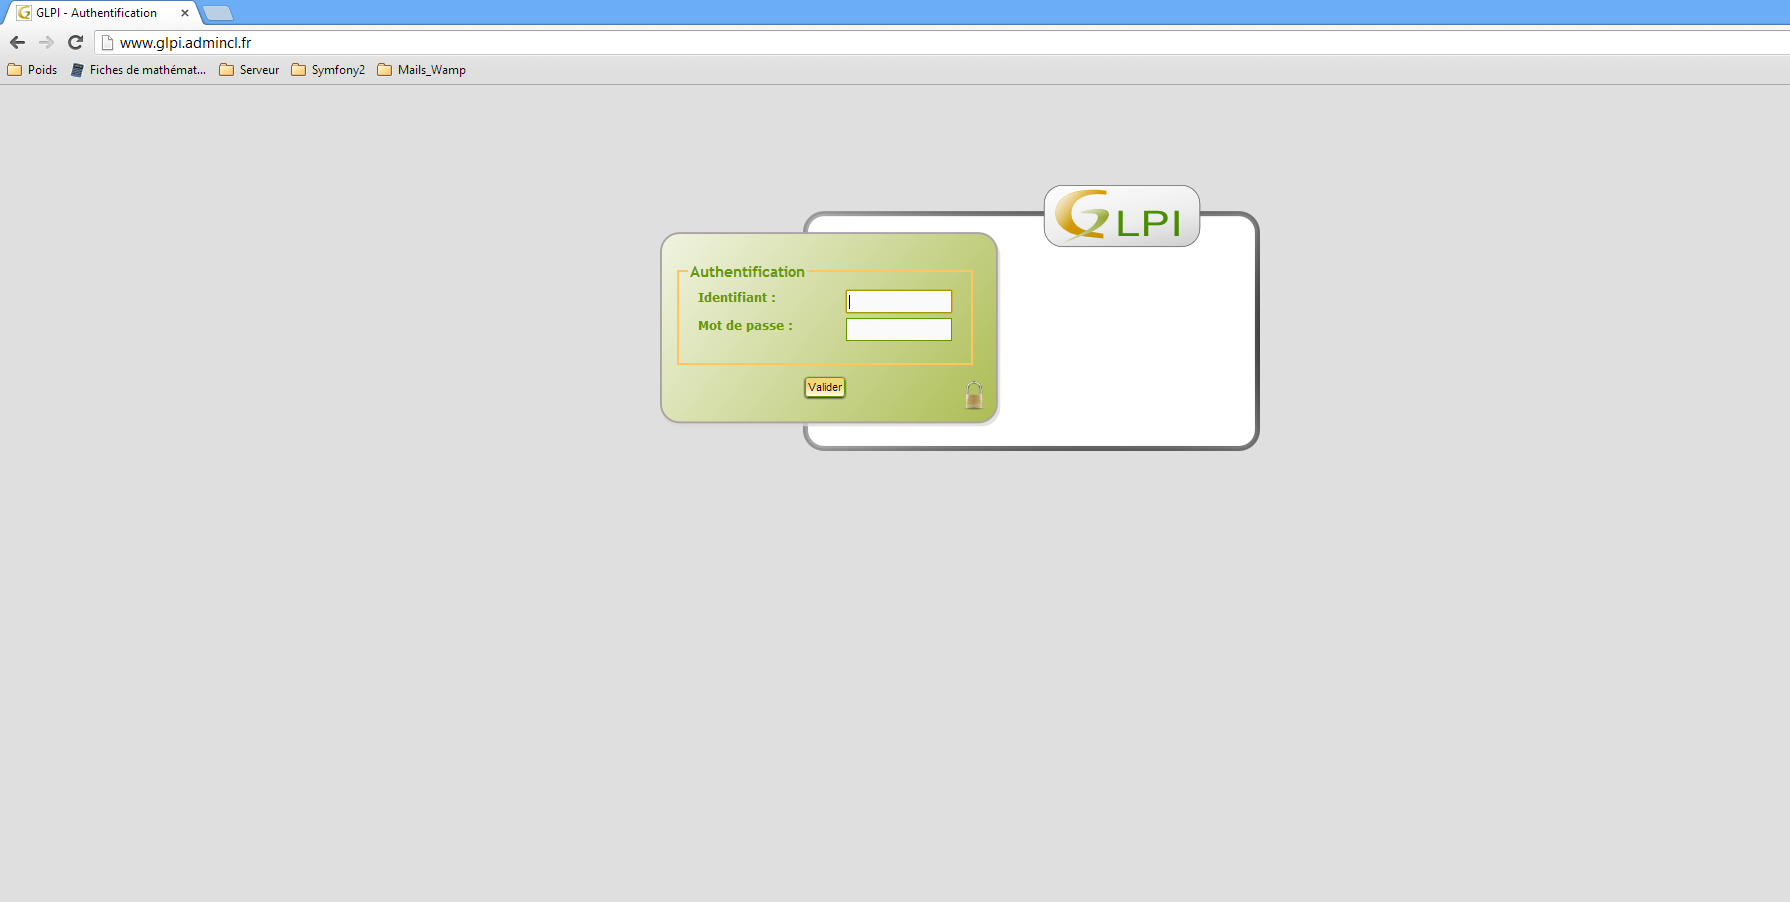 GLPI - Authentification
www.glpi.admincl.fr
Poids Fiches de mathémat... Serveur Symfony2 Mails_Wamp
GLPI
Authentification
Identifiant :
Mot de passe :
Valider